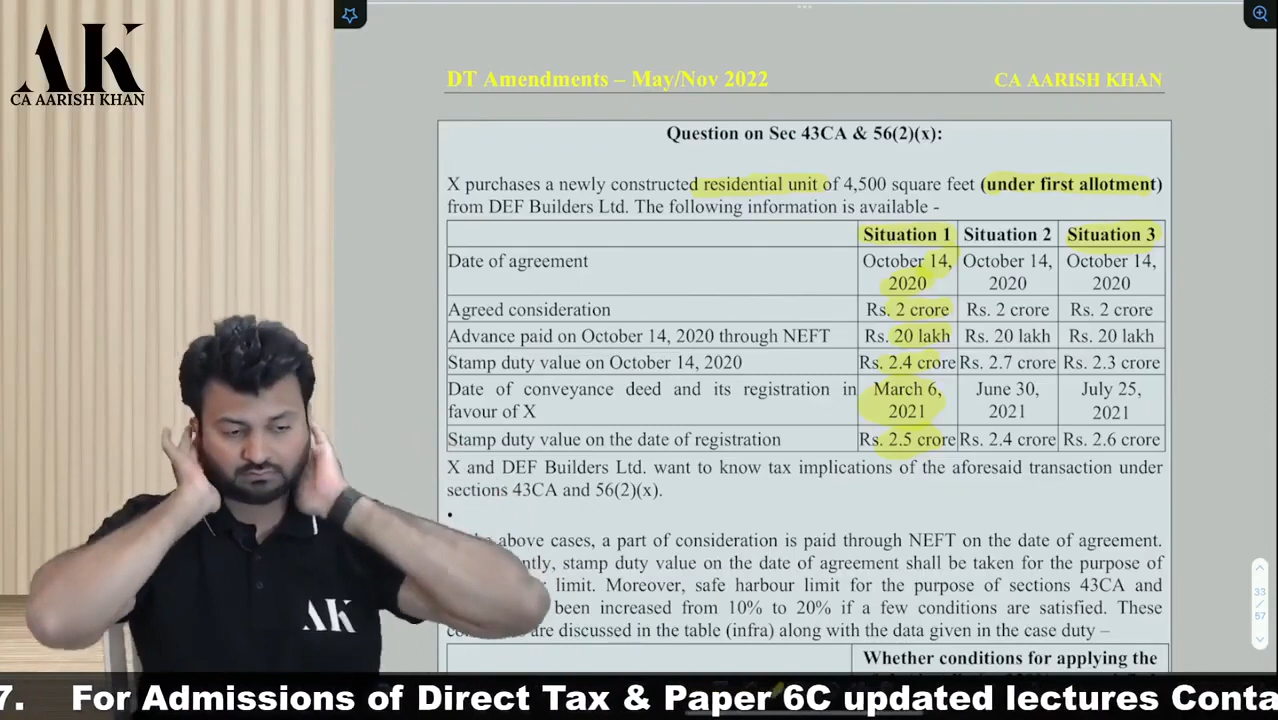 AK
CA AARISH KHAN
DT Amendments – May/Nov 2022 CA AARISH KHAN
Question on Sec 43CA & 56(2)(x):
X purchases a newly constructed residential unit of 4,500 square feet (under first allotment)
from DEF Builders Ltd. The following information is available -
Situation 1 Situation 2 Situation 3
Date of agreement October 14, 2020 October 14, 2020 October 14, 2020
Agreed consideration Rs. 2 crore Rs. 2 crore Rs. 2 crore
Advance paid on October 14, 2020 through NEFT Rs. 20 lakh Rs. 20 lakh Rs. 20 lakh
Stamp duty value on October 14, 2020 Rs. 2.4 crore Rs. 2.7 crore Rs. 2.3 crore
Date of conveyance deed and its registration in favour of X March 6, 2021 June 30, 2021 July 25, 2021
Stamp duty value on the date of registration Rs. 2.5 crore Rs. 2.4 crore Rs. 2.6 crore
X and DEF Builders Ltd. want to know tax implications of the aforesaid transaction under
sections 43CA and 56(2)(x).
above cases, a part of consideration is paid through NEFT on the date of agreement.
stamp duty value on the date of agreement shall be taken for the purpose of
limit. Moreover, safe harbour limit for the purpose of sections 43CA and
been increased from 10% to 20% if a few conditions are satisfied. These
are discussed in the table (infra) along with the data given in the case duty –
Whether conditions for applying the
AK
33
/
57
7. For Admissions of Direct Tax & Paper 6C updated lectures Conta